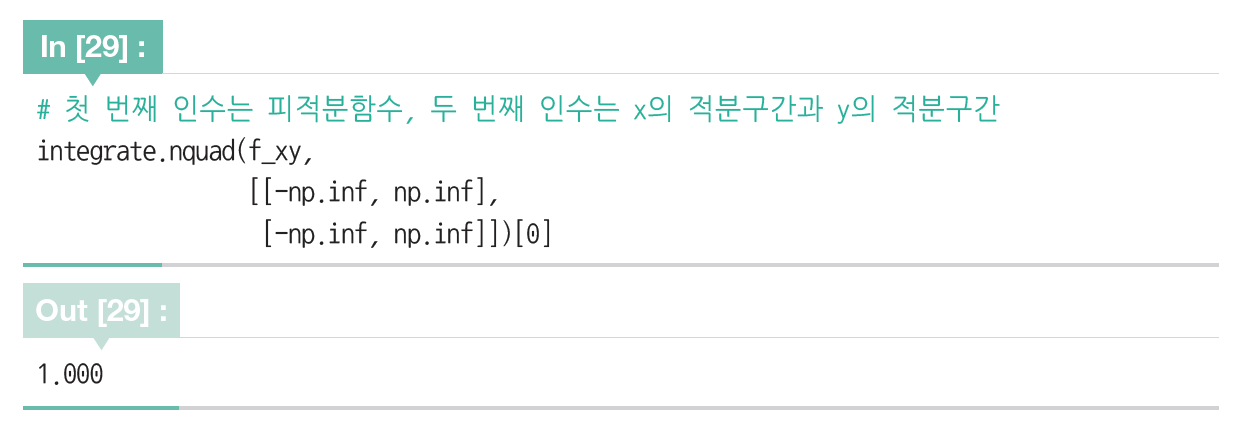 In [29] :
# 첫 번째 인수는 피적분함수, 두 번째 인수는 x의 적분구간과 y의 적분구간
integrate.nquad(f_xy,
                [[-np.inf, np.inf],
                 [-np.inf, np.inf]])[0]
Out [29] :
1.000